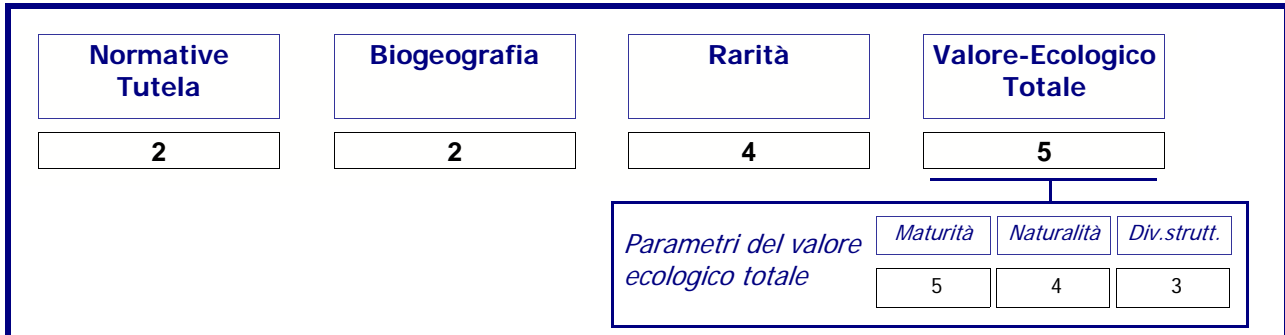 Normative
Tutela
Biogeografia
Rarità
Valore-Ecologico
Totale
2
2
4
5
Parametri del valore
ecologico totale
Maturità
Naturalità
Div.strutt.
5
4
3